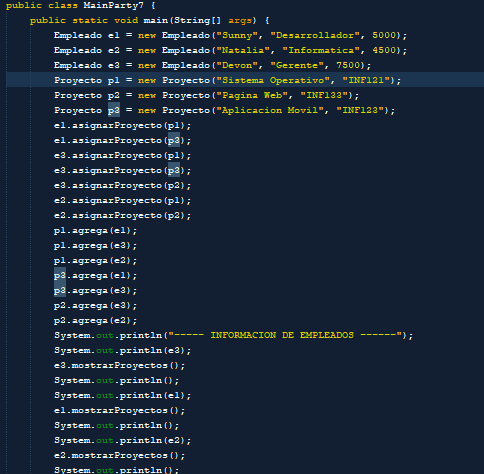 public class MainParty7 {
public static void main(String[] args) {
Empleado e1 = new Empleado("Sunny", "Desarrollador", 5000);
Empleado e2 = new Empleado("Natalia", "Informatica", 4500);
Empleado e3 = new Empleado("Devon", "Gerente", 7500);
Proyecto p1 = new Proyecto("Sistema Operativo", "INF121");
Proyecto p2 = new Proyecto("Pagina Web", "INF133");
Proyecto p3 = new Proyecto("Aplicacion Movil", "INF123");
e1.asignarProyecto(p1);
e1.asignarProyecto(p3);
e3.asignarProyecto(p1);
e3.asignarProyecto(p3);
e3.asignarProyecto(p2);
e2.asignarProyecto(p1);
e2.asignarProyecto(p2);
p1.agrega(e1);
p1.agrega(e3);
p1.agrega(e2);
p3.agrega(e1);
p3.agrega(e3);
p2.agrega(e3);
p2.agrega(e2);
System.out.println("----- INFORMACION DE EMPLEADOS ------");
System.out.println(e3);
e3.mostrarProyectos();
System.out.println();
System.out.println(e1);
e1.mostrarProyectos();
System.out.println();
System.out.println(e2);
e2.mostrarProyectos();
System.out.println();